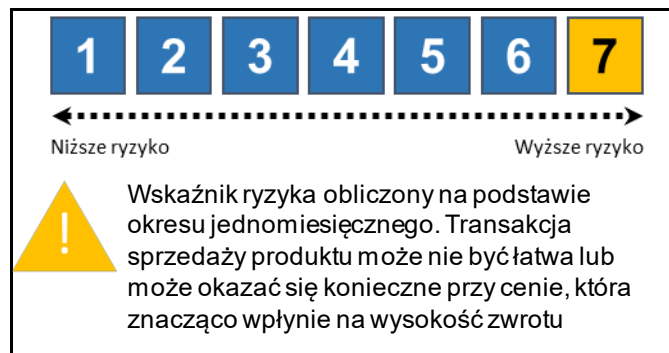 1 2 3 4 5 6 7
Niższe ryzyko Wyższe ryzyko
!
Wskaźnik ryzyka obliczony na podstawie
okresu jednomiesięcznego. Transakcja
sprzedaży produktu może nie być łatwa lub
może okazać się konieczne przy cenie, która
znacząco wpłynie na wysokość zwrotu